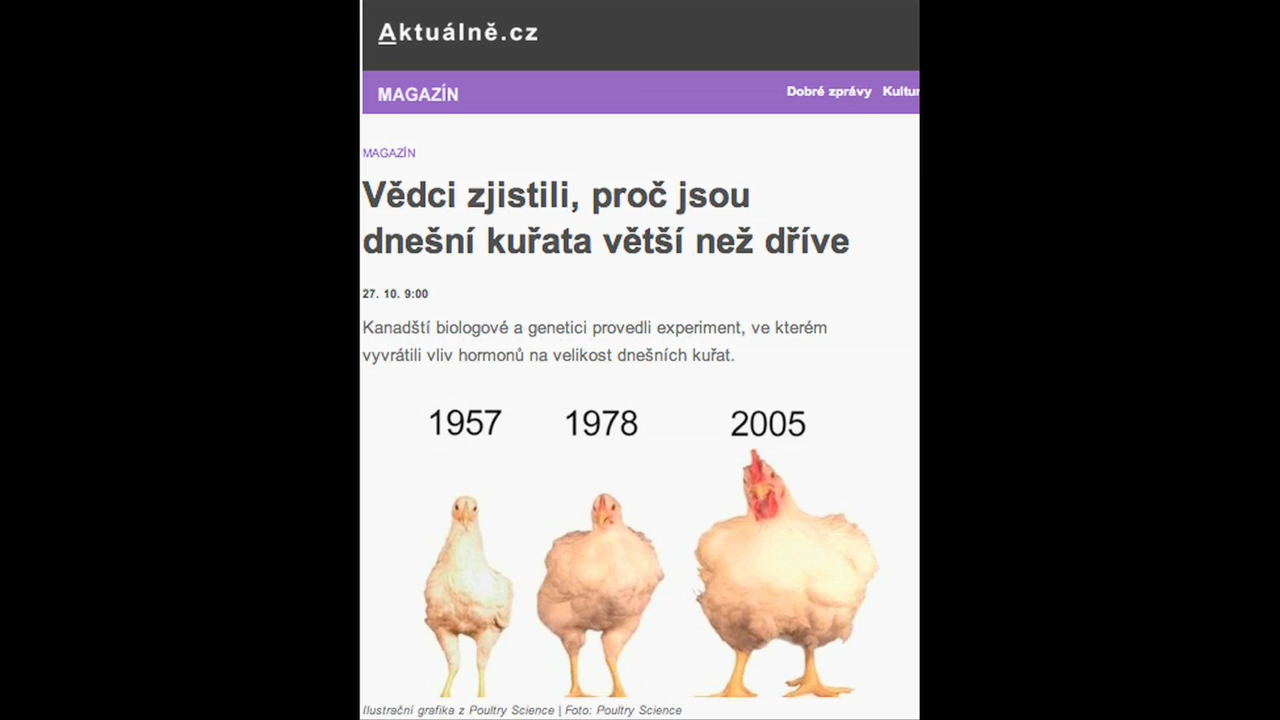 Aktuálně.cz
MAGAZÍN
Dobré zprávy Kultur
MAGAZÍN
Vědci zjistili, proč jsou
dnešní kuřata větší než dříve
27. 10. 9:00
Kanadští biologové a genetici provedli experiment, ve kterém
vyvrátili vliv hormonů na velikost dnešních kuřat.
1957 1978 2005
Ilustrační grafika z Poultry Science | Foto: Poultry Science